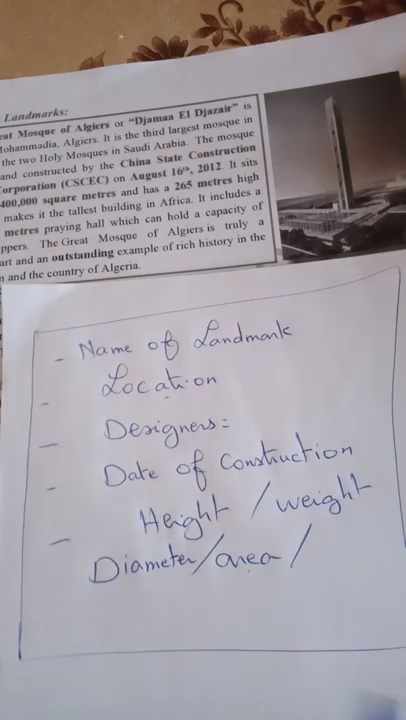 Landmarks:
eat Mosque of Algiers or "Djamaa El Djazair" is
Mohammadia, Algiers. It is the third largest mosque in
the two Holy Mosques in Saudi Arabia. The mosque
and constructed by the China State Construction
Corporation (CSCEC) on August 16th, 2012. It sits
400,000 square metres and has a 265 metres high
makes it the tallest building in Africa. It includes a
metres praying hall which can hold a capacity of
ppers. The Great Mosque of Algiers is truly a
art and an outstanding example of rich history in the
n and the country of Algeria.
- Name of Landmark
- Location
- Designers:
- Date of Construction
- Height / weight
Diameter/area/